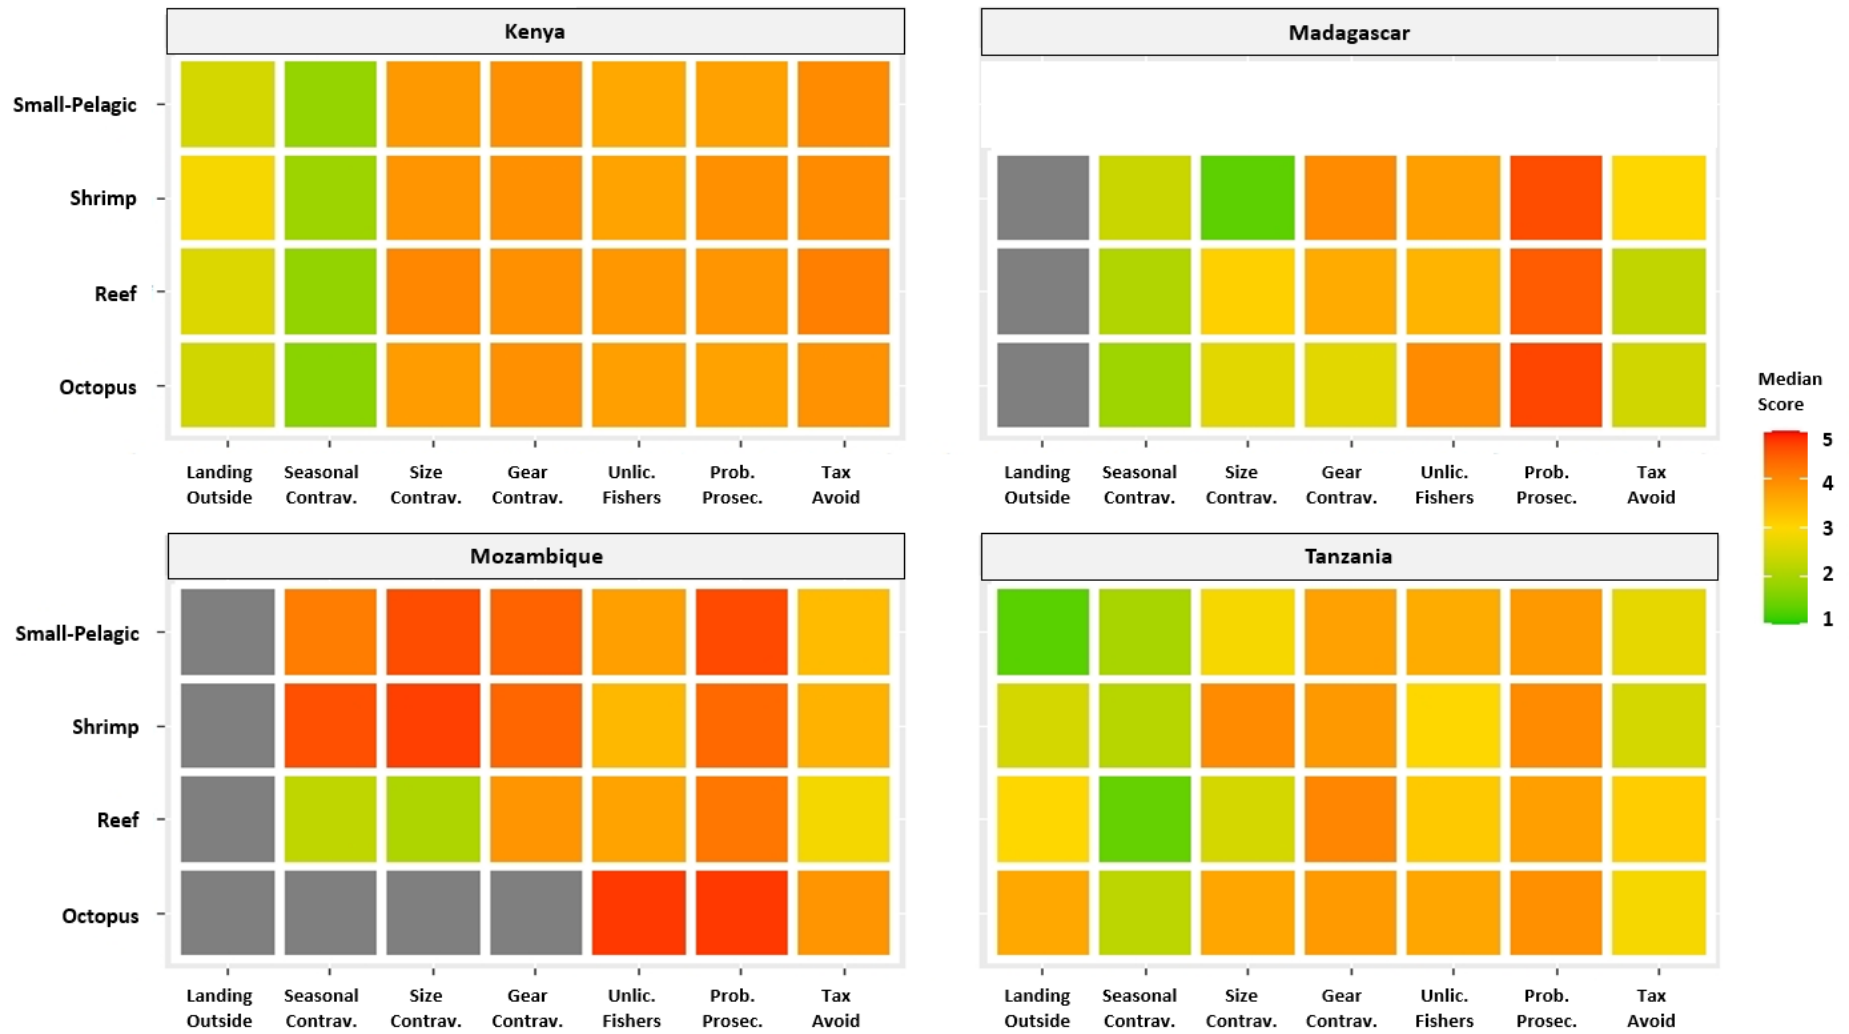 Kenya
Madagascar
Small-Pelagic
Shrimp
Reef
Octopus
Landing Seasonal Size Gear Unlic. Prob. Tax
Outside Contrav. Contrav. Contrav. Fishers Prosec. Avoid
Landing Seasonal Size Gear Unlic. Prob. Tax
Outside Contrav. Contrav. Contrav. Fishers Prosec. Avoid
Median
Score
5
4
3
2
1
Mozambique
Tanzania
Small-Pelagic
Shrimp
Reef
Octopus
Landing Seasonal Size Gear Unlic. Prob. Tax
Outside Contrav. Contrav. Contrav. Fishers Prosec. Avoid
Landing Seasonal Size Gear Unlic. Prob. Tax
Outside Contrav. Contrav. Contrav. Fishers Prosec. Avoid